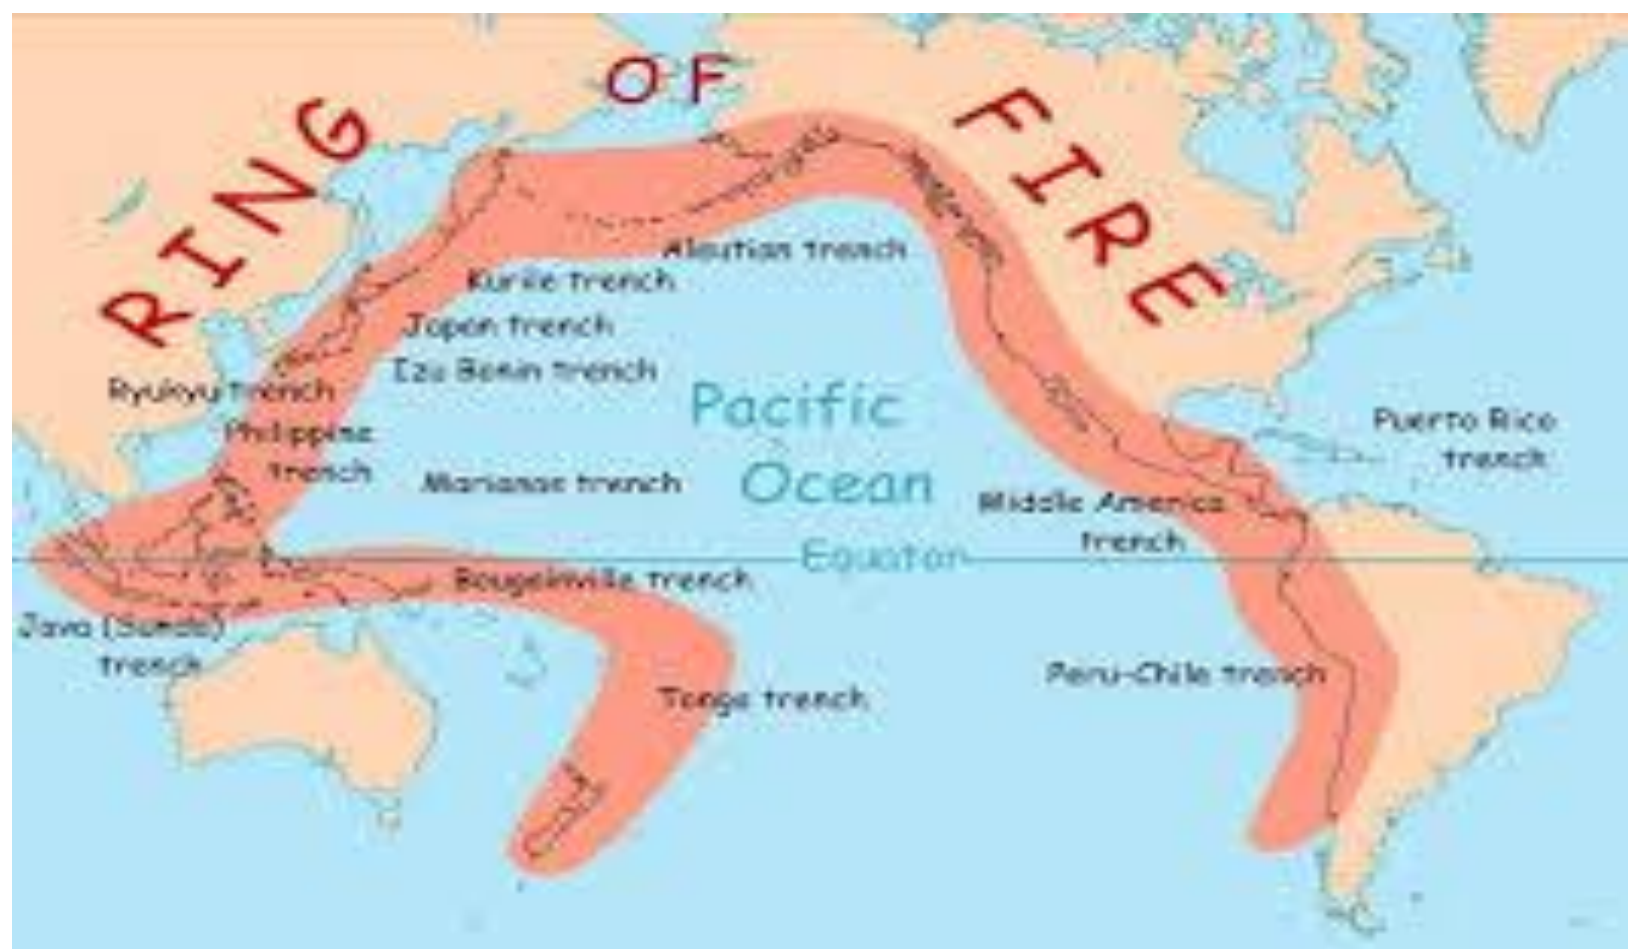 RING OF FIRE
Aleutian trench
Kurile trench
Japan trench
Izu Bonin trench
Ryukyu trench
Philippine
trench
Marianas trench
Pacific
Ocean
Equator
Puerto Rico
trench
Middle America
trench
Bougainville trench
Java (Sunda)
trench
Tonga trench
Peru-Chile trench